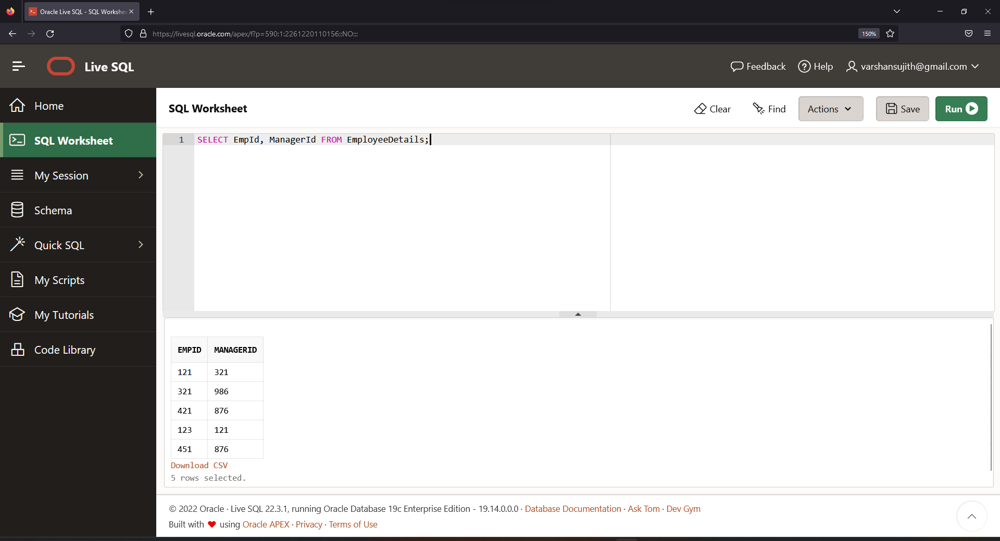 Oracle Live SQL - SQL Workshe
https://livesql.oracle.com/apex/f?p=590:1:2261220110156::NO:::
150%
Live SQL
Feedback
Help
varshansujith@gmail.com
Home
SQL Worksheet
My Session
Schema
Quick SQL
My Scripts
My Tutorials
Code Library
SQL Worksheet
Clear
Find
Actions
Save
Run
1 SELECT EmpId, ManagerId FROM EmployeeDetails;
EMPID MANAGERID
121 321
321 986
421 876
123 121
451 876
Download CSV
5 rows selected.
© 2022 Oracle · Live SQL 22.3.1, running Oracle Database 19c Enterprise Edition - 19.14.0.0.0 · Database Documentation · Ask Tom · Dev Gym
Built with ❤ using Oracle APEX · Privacy · Terms of Use